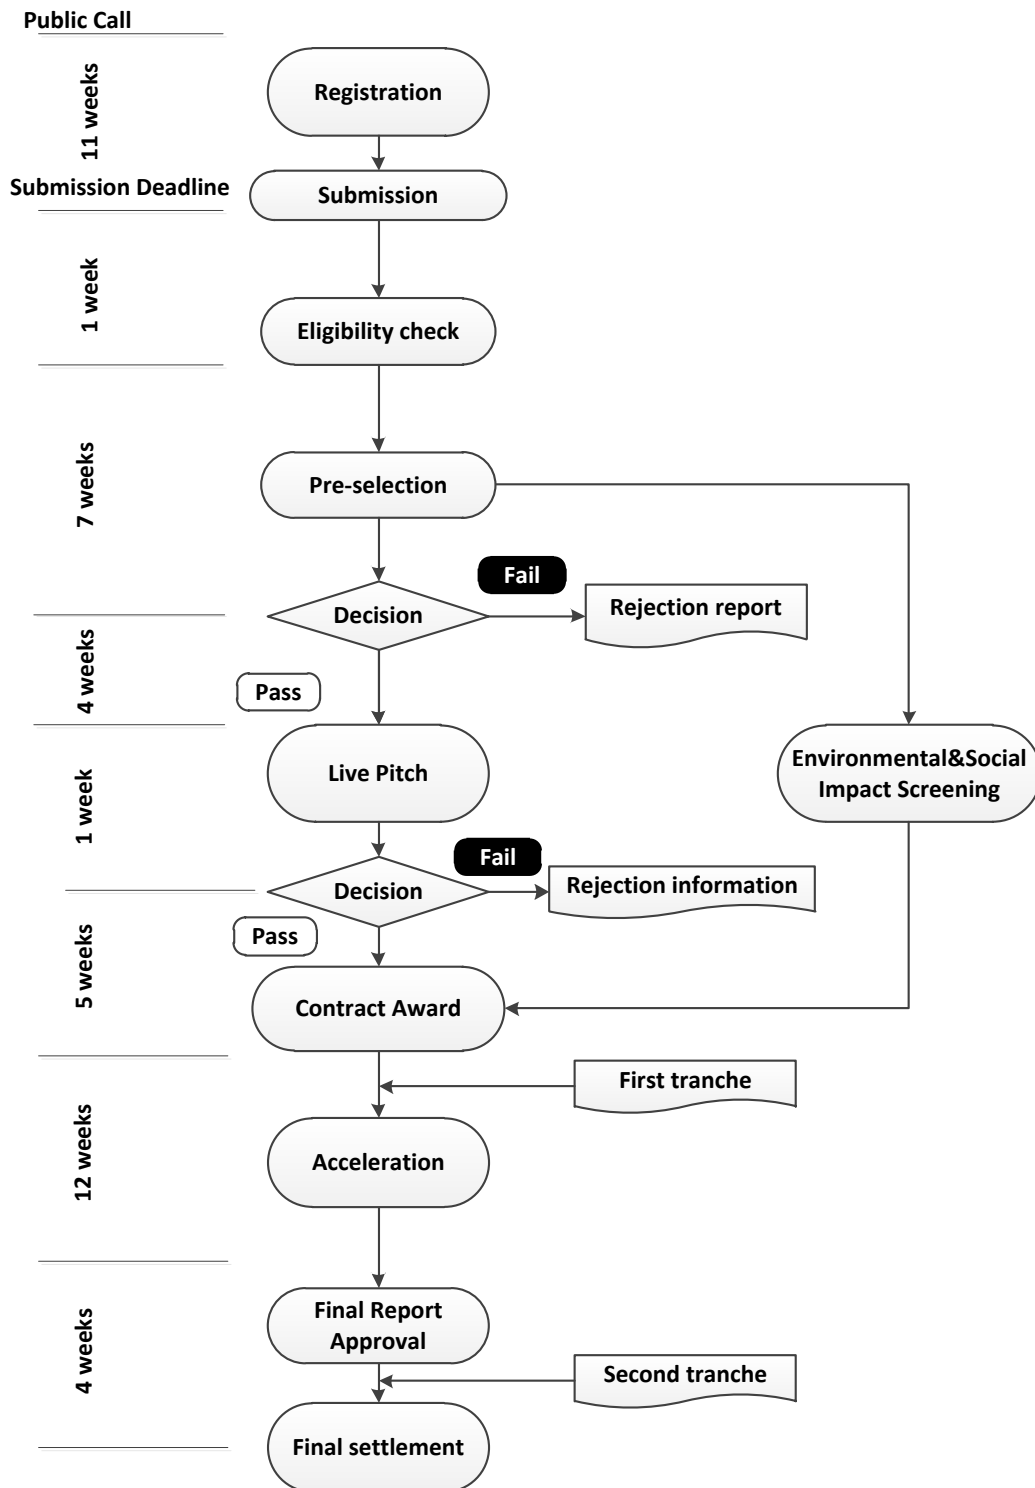 Public Call
11 weeks
Registration
Submission Deadline
Submission
1 week
Eligibility check
7 weeks
Pre-selection
Fail
Decision
Rejection report
4 weeks
Pass
Live Pitch
1 week
Environmental&Social
Impact Screening
Fail
Decision
Rejection information
Pass
5 weeks
Contract Award
First tranche
12 weeks
Acceleration
Final Report
Approval
4 weeks
Second tranche
Final settlement